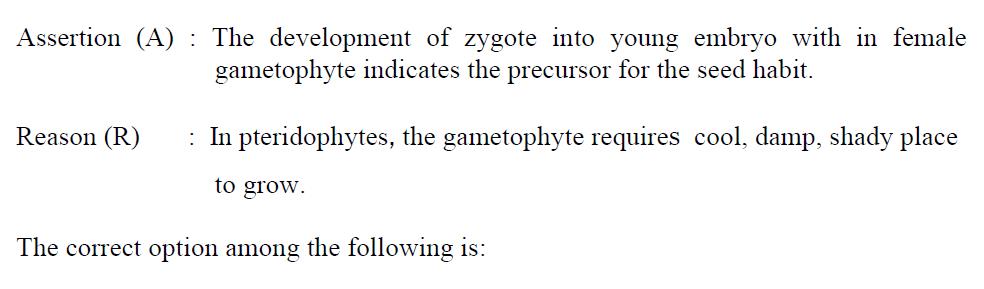 Assertion (A) : The development of zygote into young embryo with in female
gametophyte indicates the precursor for the seed habit.
Reason (R) : In pteridophytes, the gametophyte requires cool, damp, shady place
to grow.
The correct option among the following is: